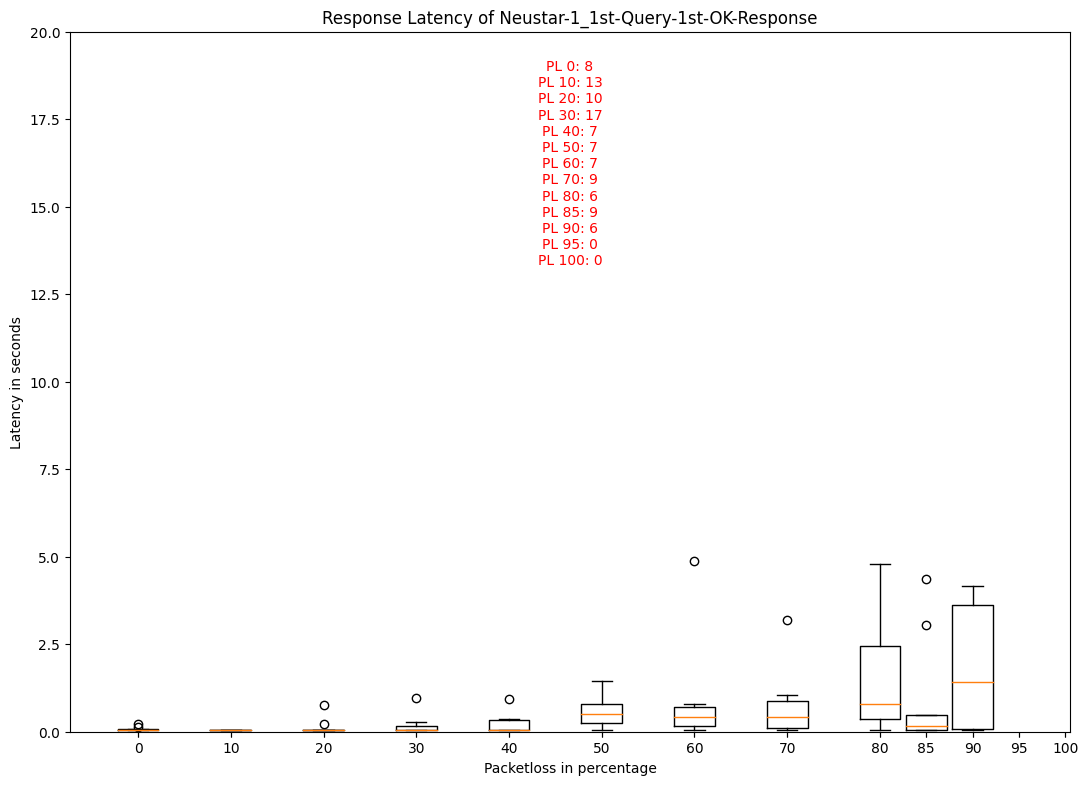 Response Latency of Neustar-1_1st-Query-1st-OK-Response
20.0
17.5
15.0
12.5
10.0
7.5
5.0
2.5
0.0
Latency in seconds
PL 0: 8
PL 10: 13
PL 20: 10
PL 30: 17
PL 40: 7
PL 50: 7
PL 60: 7
PL 70: 9
PL 80: 6
PL 85: 9
PL 90: 6
PL 95: 0
PL 100: 0
0 10 20 30 40 50 60 70 80 85 90 95 100
Packetloss in percentage